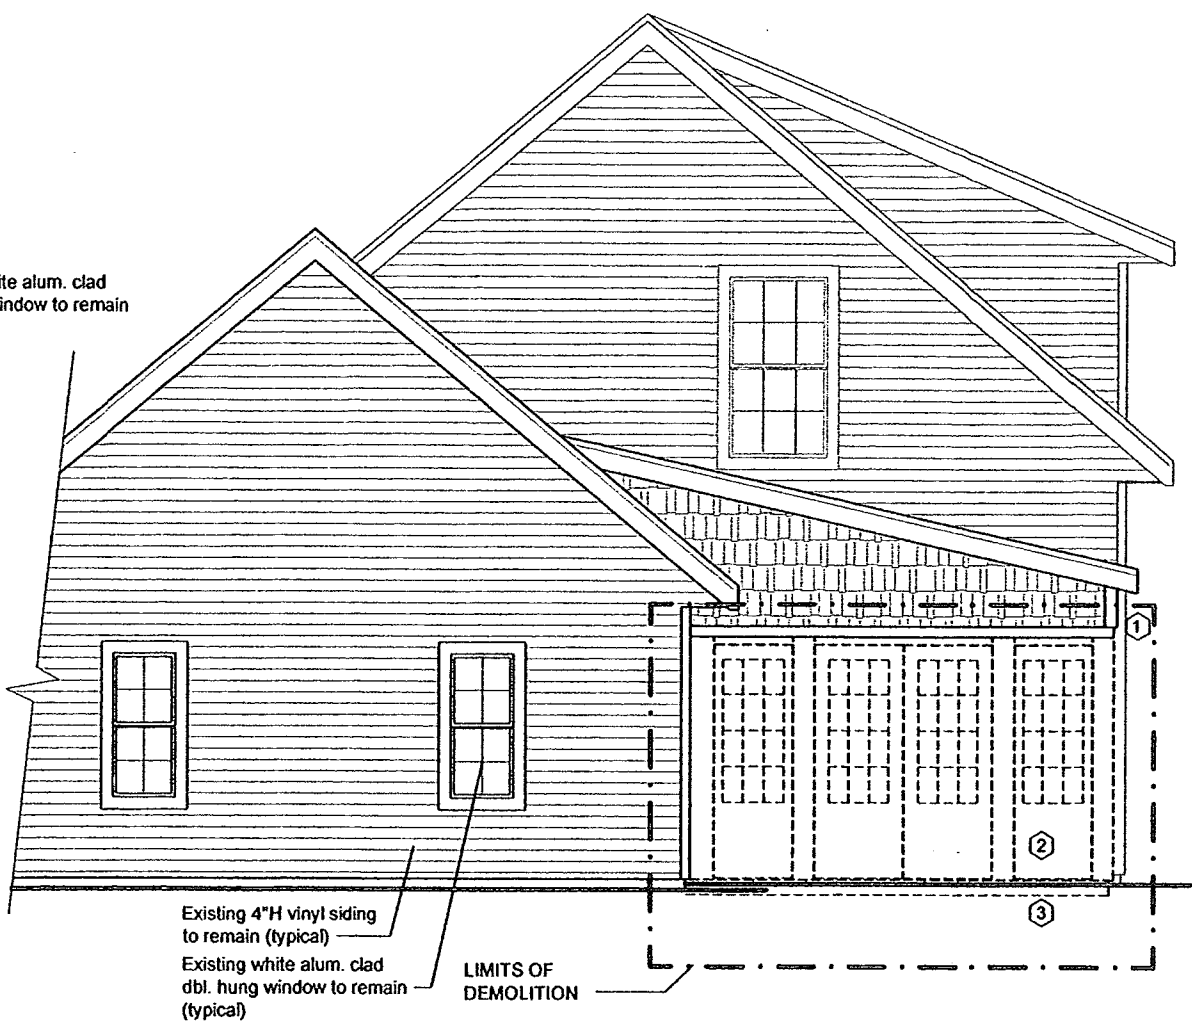 ite alum. clad
indow to remain
1
2
3
Existing 4"H vinyl siding
to remain (typical)
Existing white alum. clad
dbl. hung window to remain
(typical)
LIMITS OF
DEMOLITION